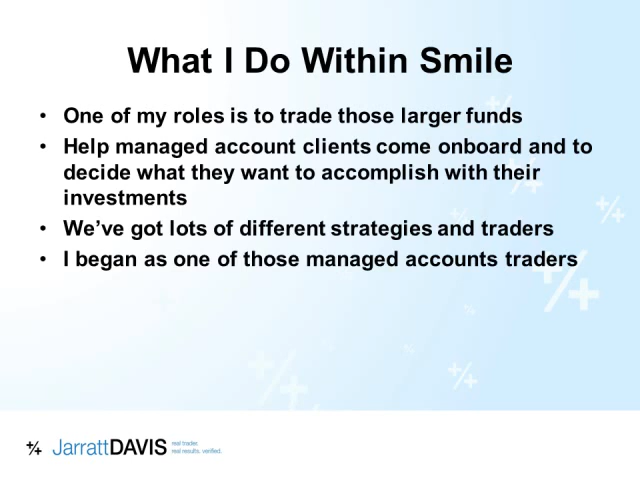 What I Do Within Smile
• One of my roles is to trade those larger funds
• Help managed account clients come onboard and to
decide what they want to accomplish with their
investments
• We've got lots of different strategies and traders
• I began as one of those managed accounts traders
+⁄- JarrattDAVIS
real trades
real results. verified.